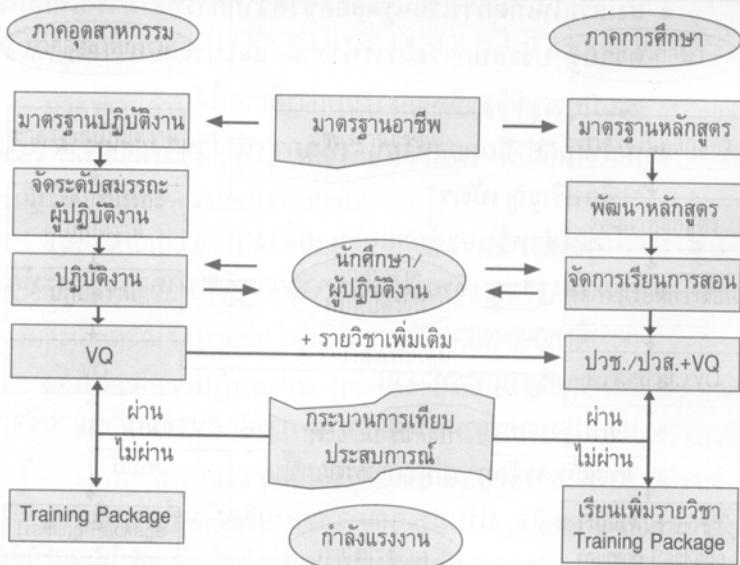 ภาคอุตสาหกรรม
ภาคการศึกษา
มาตรฐานปฏิบัติงาน
มาตรฐานอาชีพ
มาตรฐานหลักสูตร
จัดระดับสมรรถะ
ผู้ปฏิบัติงาน
พัฒนาหลักสูตร
ปฏิบัติงาน
นักศึกษา/
ผู้ปฏิบัติงาน
จัดการเรียนการสอน
VQ
+ รายวิชาเพิ่มเติม
ปวช./ปวส.+VQ
ผ่าน
ไม่ผ่าน
กระบวนการเทียบ
ประสบการณ์
ผ่าน
ไม่ผ่าน
Training Package
กำลังแรงงาน
เรียนเพิ่มรายวิชา
Training Package